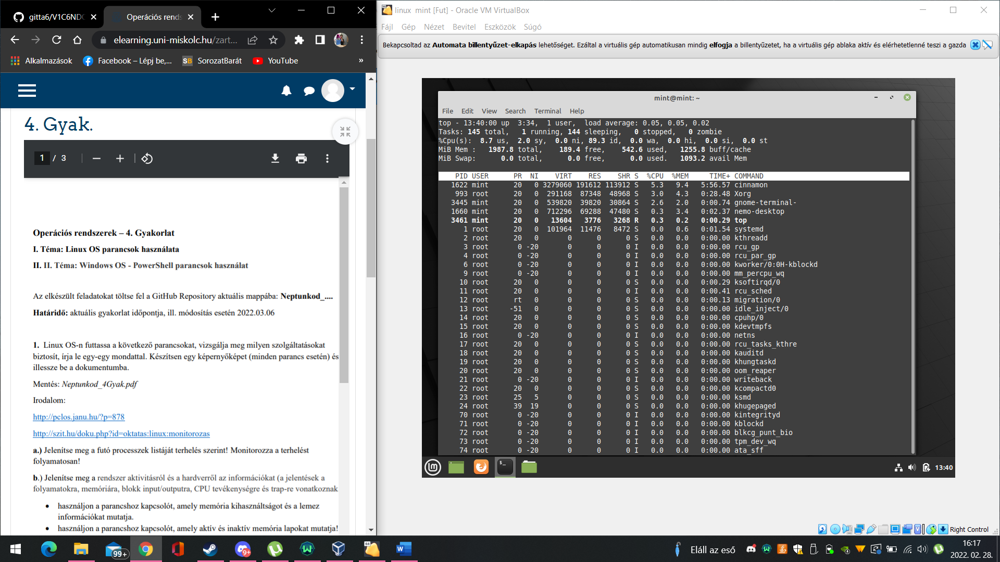 gitta6/V1C6ND
Operációs rends
elearning.uni-miskolc.hu/zart...
Alkalmazások
Facebook – Lépj be,...
SB SorozatBarát
YouTube
»
4. Gyak.
1 / 3
Operációs rendszerek – 4. Gyakorlat
I. Téma: Linux OS parancsok használata
II. II. Téma: Windows OS - PowerShell parancsok használat
Az elkészült feladatokat töltse fel a GitHub Repository aktuális mappába: Neptunkod_....
Határidő: aktuális gyakorlat időpontja, ill. módosítás esetén 2022.03.06
1. Linux OS-n futtassa a következő parancsokat, vizsgálja meg milyen szolgáltatásokat
biztosít, írja le egy-egy mondattal. Készítsen egy képernyőképet (minden parancs esetén) és
illessze be a dokumentumba.
Mentés: Neptunkod_4Gyak.pdf
Irodalom:
http://pclos.janu.hu/?p=878
http://szit.hu/doku.php?id=oktatas:linux:monitorozas
a.) Jelenítse meg a futó processzek listáját terhelés szerint! Monitorozza a terhelést
folyamatosan!
b.) Jelenítse meg a rendszer aktivitásról és a hardverről az információkat (a jelentések a
folyamatokra, memóriára, blokk input/outputra, CPU tevékenységre és trap-re vonatkoznak
• használjon a parancshoz kapcsolót, amely memória kihasználtságot és a lemez
információkat mutatja.
• használjon a parancshoz kapcsolót, amely aktív és inaktív memória lapokat mutatja!
linux mint [Fut] - Oracle VM VirtualBox
Fájl Gép Nézet Bevitel Eszközök Súgó
Bekapcsoltad az Automata billentyűzet-elkapás lehetőséget. Ezáltal a virtuális gép automatikusan mindig elfogja a billentyűzetet, ha a virtuális gép ablaka aktív és elérhetetlenné teszi a gazda
mint@mint: ~
File Edit View Search Terminal Help
top - 13:40:00 up 3:34, 1 user, load average: 0.05, 0.05, 0.02
Tasks: 145 total, 1 running, 144 sleeping, 0 stopped, 0 zombie
%Cpu(s): 8.7 us, 2.0 sy, 0.0 ni, 89.3 id, 0.0 wa, 0.0 hi, 0.0 si, 0.0 st
MiB Mem : 1987.8 total, 189.4 free, 542.6 used, 1255.8 buff/cache
MiB Swap: 0.0 total, 0.0 free, 0.0 used. 1093.2 avail Mem
PID USER PR NI VIRT RES SHR S %CPU %MEM TIME+ COMMAND
1622 mint 20 0 3279060 191612 113912 S 5.3 9.4 5:56.57 cinnamon
993 root 20 0 291168 87348 48968 S 3.0 4.3 0:28.48 Xorg
3445 mint 20 0 539820 39820 30864 S 2.6 2.0 0:00.74 gnome-terminal-
1660 mint 20 0 712296 69288 47480 S 0.3 3.4 0:02.37 nemo-desktop
3461 mint 20 0 13604 3776 3268 R 0.3 0.2 0:00.29 top
1 root 20 0 101964 11476 8472 S 0.0 0.6 0:01.54 systemd
2 root 20 0 0 0 0 S 0.0 0.0 0:00.00 kthreadd
3 root 0 -20 0 0 0 I 0.0 0.0 0:00.00 rcu_gp
4 root 0 -20 0 0 0 I 0.0 0.0 0:00.00 rcu_par_gp
6 root 0 -20 0 0 0 I 0.0 0.0 0:00.00 kworker/0:0H-kblockd
9 root 0 -20 0 0 0 I 0.0 0.0 0:00.00 mm_percpu_wq
10 root 20 0 0 0 0 S 0.0 0.0 0:00.29 ksoftirqd/0
11 root 20 0 0 0 0 I 0.0 0.0 0:00.41 rcu_sched
12 root rt 0 0 0 0 S 0.0 0.0 0:00.13 migration/0
13 root -51 0 0 0 0 S 0.0 0.0 0:00.00 idle_inject/0
14 root 20 0 0 0 0 S 0.0 0.0 0:00.00 cpuhp/0
15 root 20 0 0 0 0 S 0.0 0.0 0:00.00 kdevtmpfs
16 root 0 -20 0 0 0 I 0.0 0.0 0:00.00 netns
17 root 20 0 0 0 0 S 0.0 0.0 0:00.00 rcu_tasks_kthre
18 root 20 0 0 0 0 S 0.0 0.0 0:00.00 kauditd
19 root 20 0 0 0 0 S 0.0 0.0 0:00.00 khungtaskd
20 root 20 0 0 0 0 S 0.0 0.0 0:00.00 oom_reaper
21 root 0 -20 0 0 0 I 0.0 0.0 0:00.00 writeback
22 root 20 0 0 0 0 S 0.0 0.0 0:00.00 kcompactd0
23 root 25 5 0 0 0 S 0.0 0.0 0:00.00 ksmd
24 root 39 19 0 0 0 S 0.0 0.0 0:00.00 khugepaged
70 root 0 -20 0 0 0 I 0.0 0.0 0:00.00 kintegrityd
71 root 0 -20 0 0 0 I 0.0 0.0 0:00.00 kblockd
72 root 0 -20 0 0 0 I 0.0 0.0 0:00.00 blkcg_punt_bio
73 root 0 -20 0 0 0 I 0.0 0.0 0:00.00 tpm_dev_wq
74 root 0 -20 0 0 0 I 0.0 0.0 0:00.00 ata_sff
13:40
Right Control
99+
9+
64
Eláll az eső
16:17
2022. 02. 28.